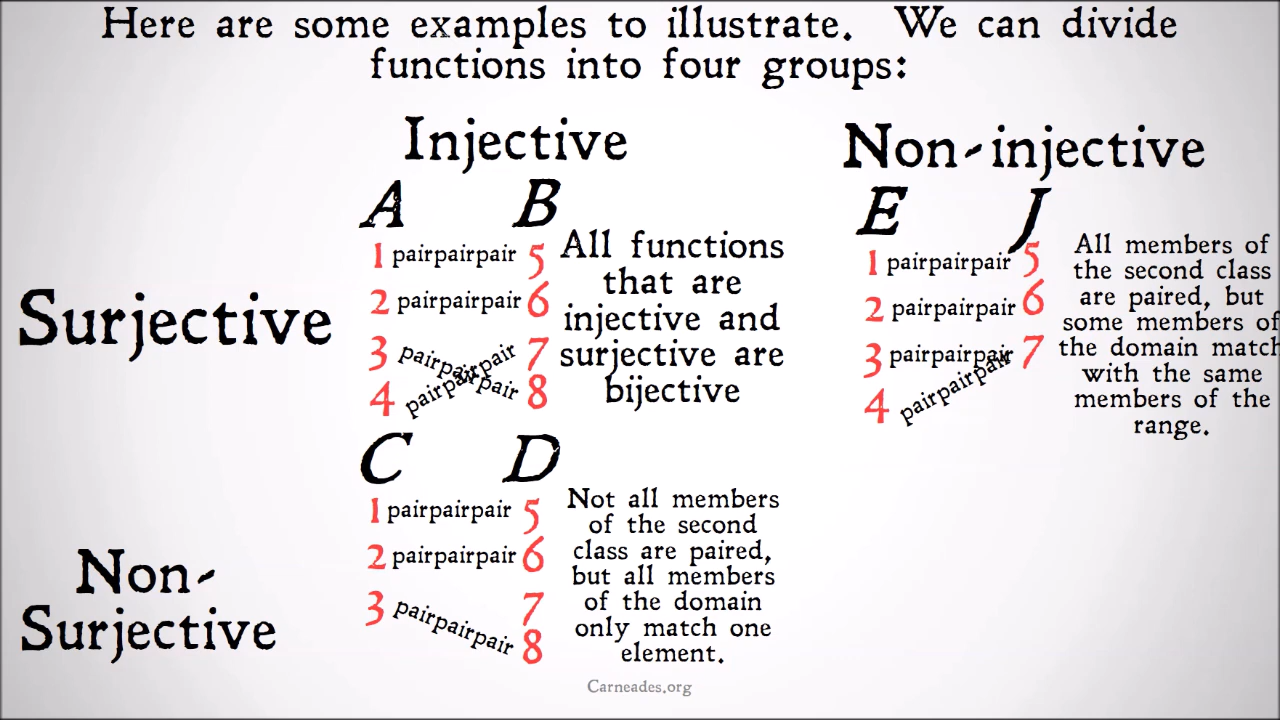 Here are some examples to illustrate. We can divide
functions into four groups:
Injective
Non-injective
Surjective
A B
1 pairpairpair 5
2 pairpairpair 6
3 pairpairpair 7
4 pairpairpair 8
All functions
that are
injective and
surjective are
bijective
E J
1 pairpairpair 5
2 pairpairpair 6
3 pairpairpair 7
4 pairpairpair
All members of
the second class
are paired, but
some members of
the domain match
with the same
members of the
range.
Non-
Surjective
C D
1 pairpairpair 5
2 pairpairpair 6
3 pairpairpair 7
8
Not all members
of the second
class are paired,
but all members
of the domain
only match one
element.
Carneades.org